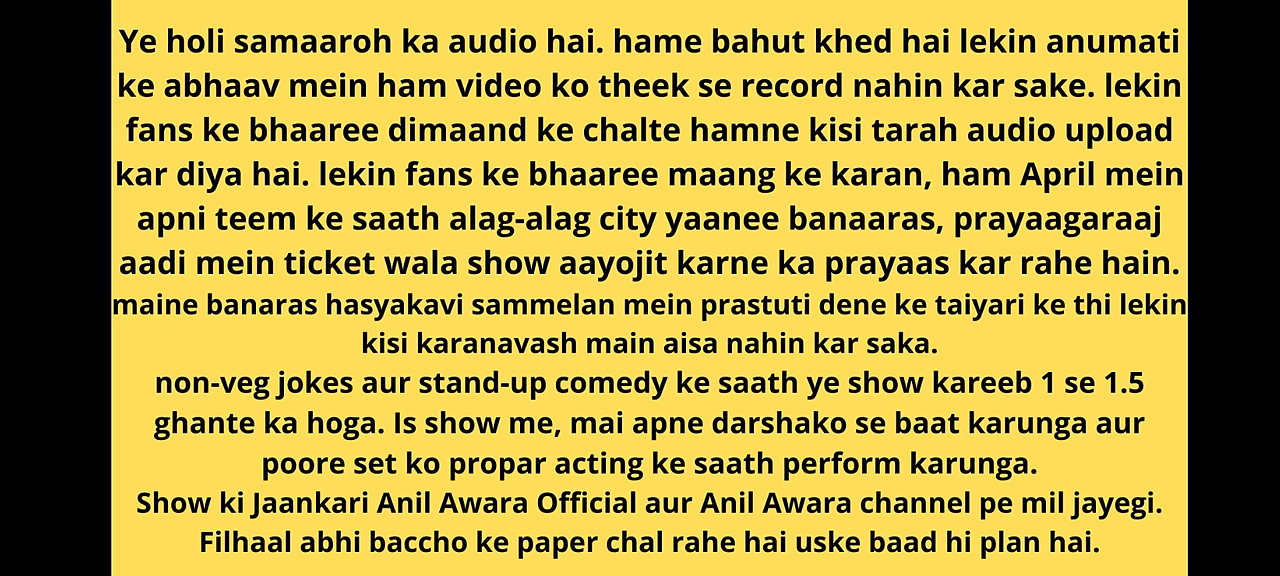 Ye holi samaaroh ka audio hai. hame bahut khed hai lekin anumati
ke abhaav mein ham video ko theek se record nahin kar sake. lekin
fans ke bhaaree dimaand ke chalte hamne kisi tarah audio upload
kar diya hai. lekin fans ke bhaaree maang ke karan, ham April mein
apni teem ke saath alag-alag city yaanee banaaras, prayaagaraaj
aadi mein ticket wala show aayojit karne ka prayaas kar rahe hain.
maine banaras hasyakavi sammelan mein prastuti dene ke taiyari ke thi lekin
kisi karanavash main aisa nahin kar saka.
non-veg jokes aur stand-up comedy ke saath ye show kareeb 1 se 1.5
ghante ka hoga. Is show me, mai apne darshako se baat karunga aur
poore set ko propar acting ke saath perform karunga.
Show ki Jaankari Anil Awara Official aur Anil Awara channel pe mil jayegi.
Filhaal abhi baccho ke paper chal rahe hai uske baad hi plan hai.